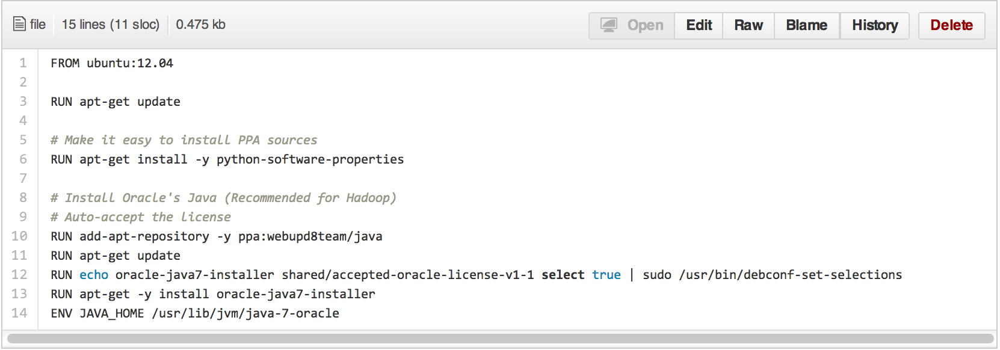 file 15 lines (11 sloc) 0.475 kb Open Edit Raw Blame History Delete
1 FROM ubuntu:12.04
2
3 RUN apt-get update
4
5 # Make it easy to install PPA sources
6 RUN apt-get install -y python-software-properties
7
8 # Install Oracle's Java (Recommended for Hadoop)
9 # Auto-accept the license
10 RUN add-apt-repository -y ppa:webupd8team/java
11 RUN apt-get update
12 RUN echo oracle-java7-installer shared/accepted-oracle-license-v1-1 select true | sudo /usr/bin/debconf-set-selections
13 RUN apt-get -y install oracle-java7-installer
14 ENV JAVA_HOME /usr/lib/jvm/java-7-oracle